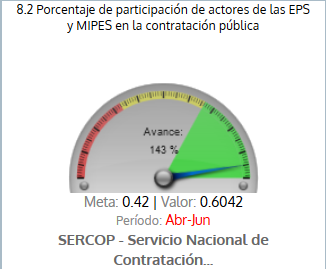 8.2 Porcentaje de participación de actores de las EPS
y MIPES en la contratación pública
Avance:
143 %
Meta: 0.42 | Valor: 0.6042
Período: Abr-Jun
SERCOP - Servicio Nacional de
Contratación...